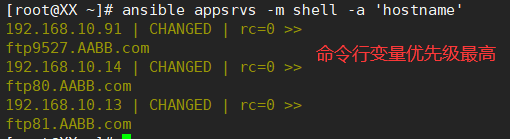 [root@XX ~]# ansible appsrvs -m shell -a 'hostname'
192.168.10.91 | CHANGED | rc=0 >>
ftp9527.AABB.com
命令行变量优先级最高
192.168.10.14 | CHANGED | rc=0 >>
ftp80.AABB.com
192.168.10.13 | CHANGED | rc=0 >>
ftp81.AABB.com